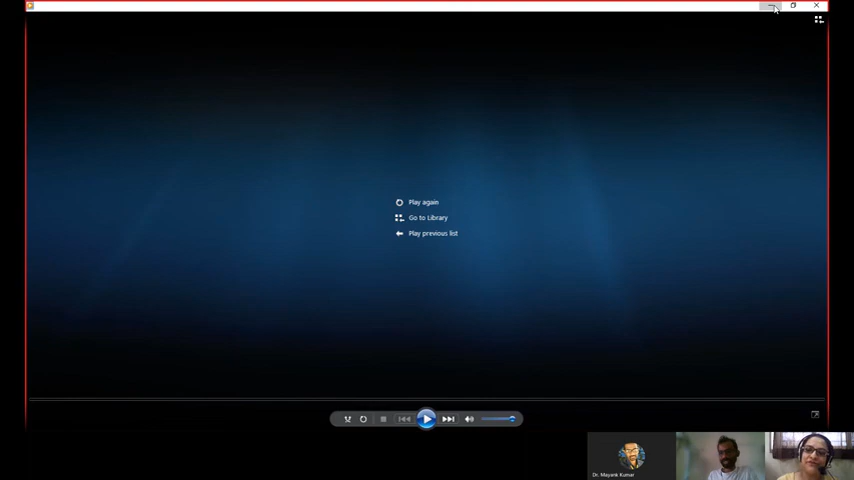 Play again
Go to Library
Play previous list
Dr. Mayank Kumar